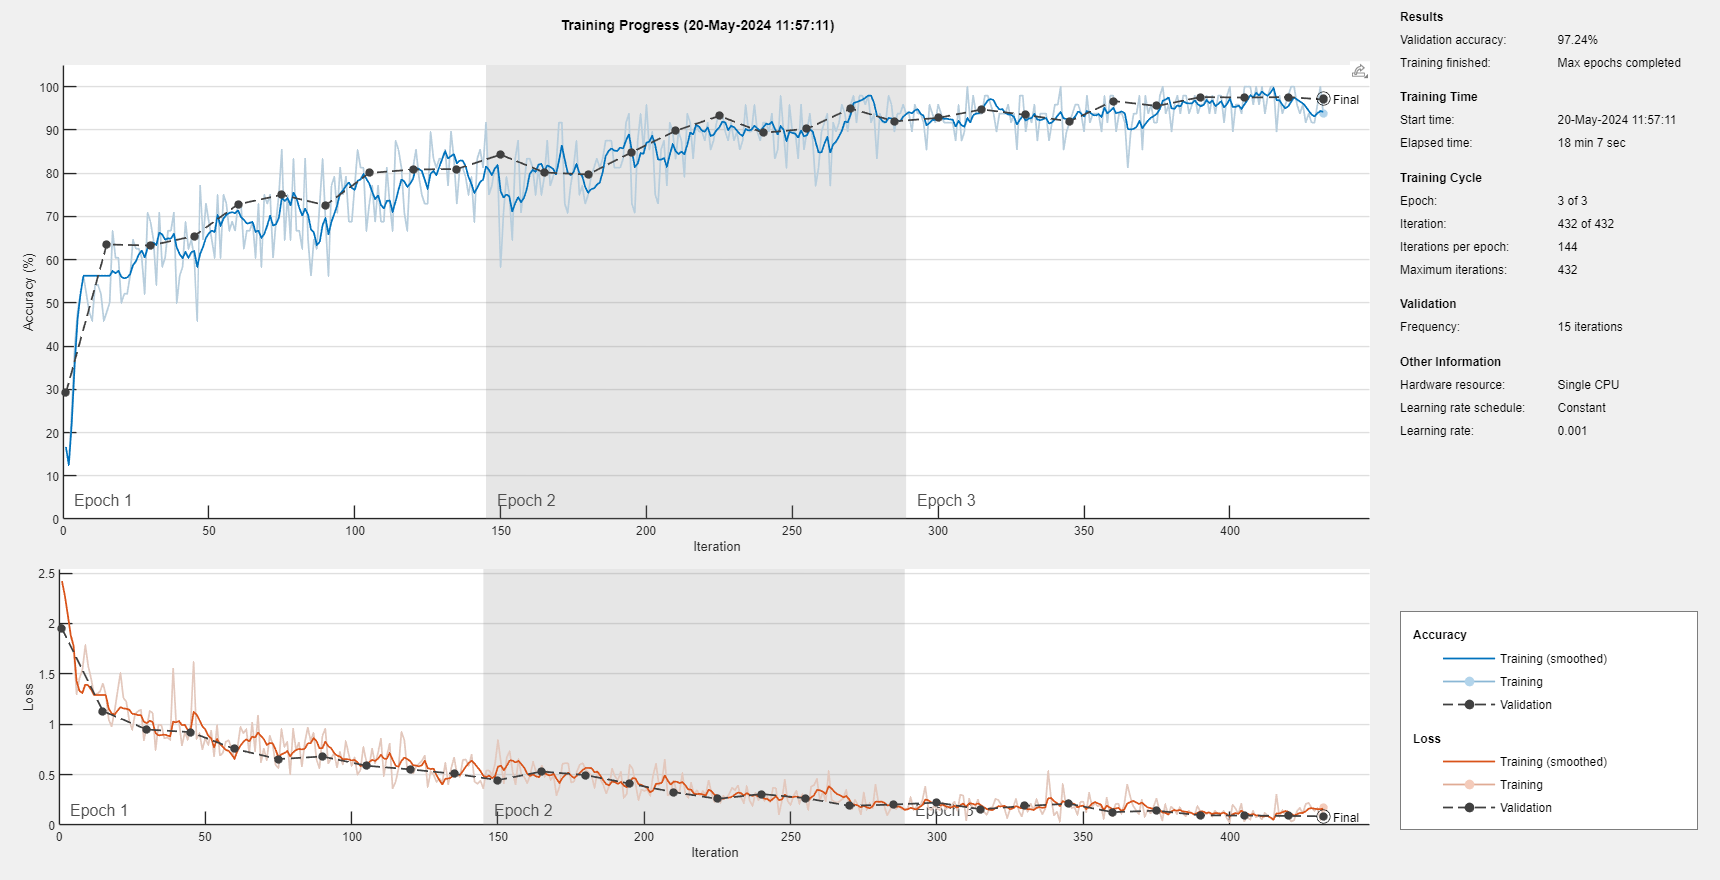 Training Progress (20-May-2024 11:57:11)
Accuracy (%)
100
90
80
70
60
50
40
30
20
10
0
Epoch 1
Epoch 2
Epoch 3
Final
0 50 100 150 200 250 300 350 400
Iteration
Loss
2.5
2
1.5
1
0.5
0
Epoch 1
Epoch 2
Epoch 3
Final
0 50 100 150 200 250 300 350 400
Iteration
Results
Validation accuracy: 97.24%
Training finished: Max epochs completed
Training Time
Start time: 20-May-2024 11:57:11
Elapsed time: 18 min 7 sec
Training Cycle
Epoch: 3 of 3
Iteration: 432 of 432
Iterations per epoch: 144
Maximum iterations: 432
Validation
Frequency: 15 iterations
Other Information
Hardware resource: Single CPU
Learning rate schedule: Constant
Learning rate: 0.001
Accuracy
Training (smoothed)
Training
Validation
Loss
Training (smoothed)
Training
Validation